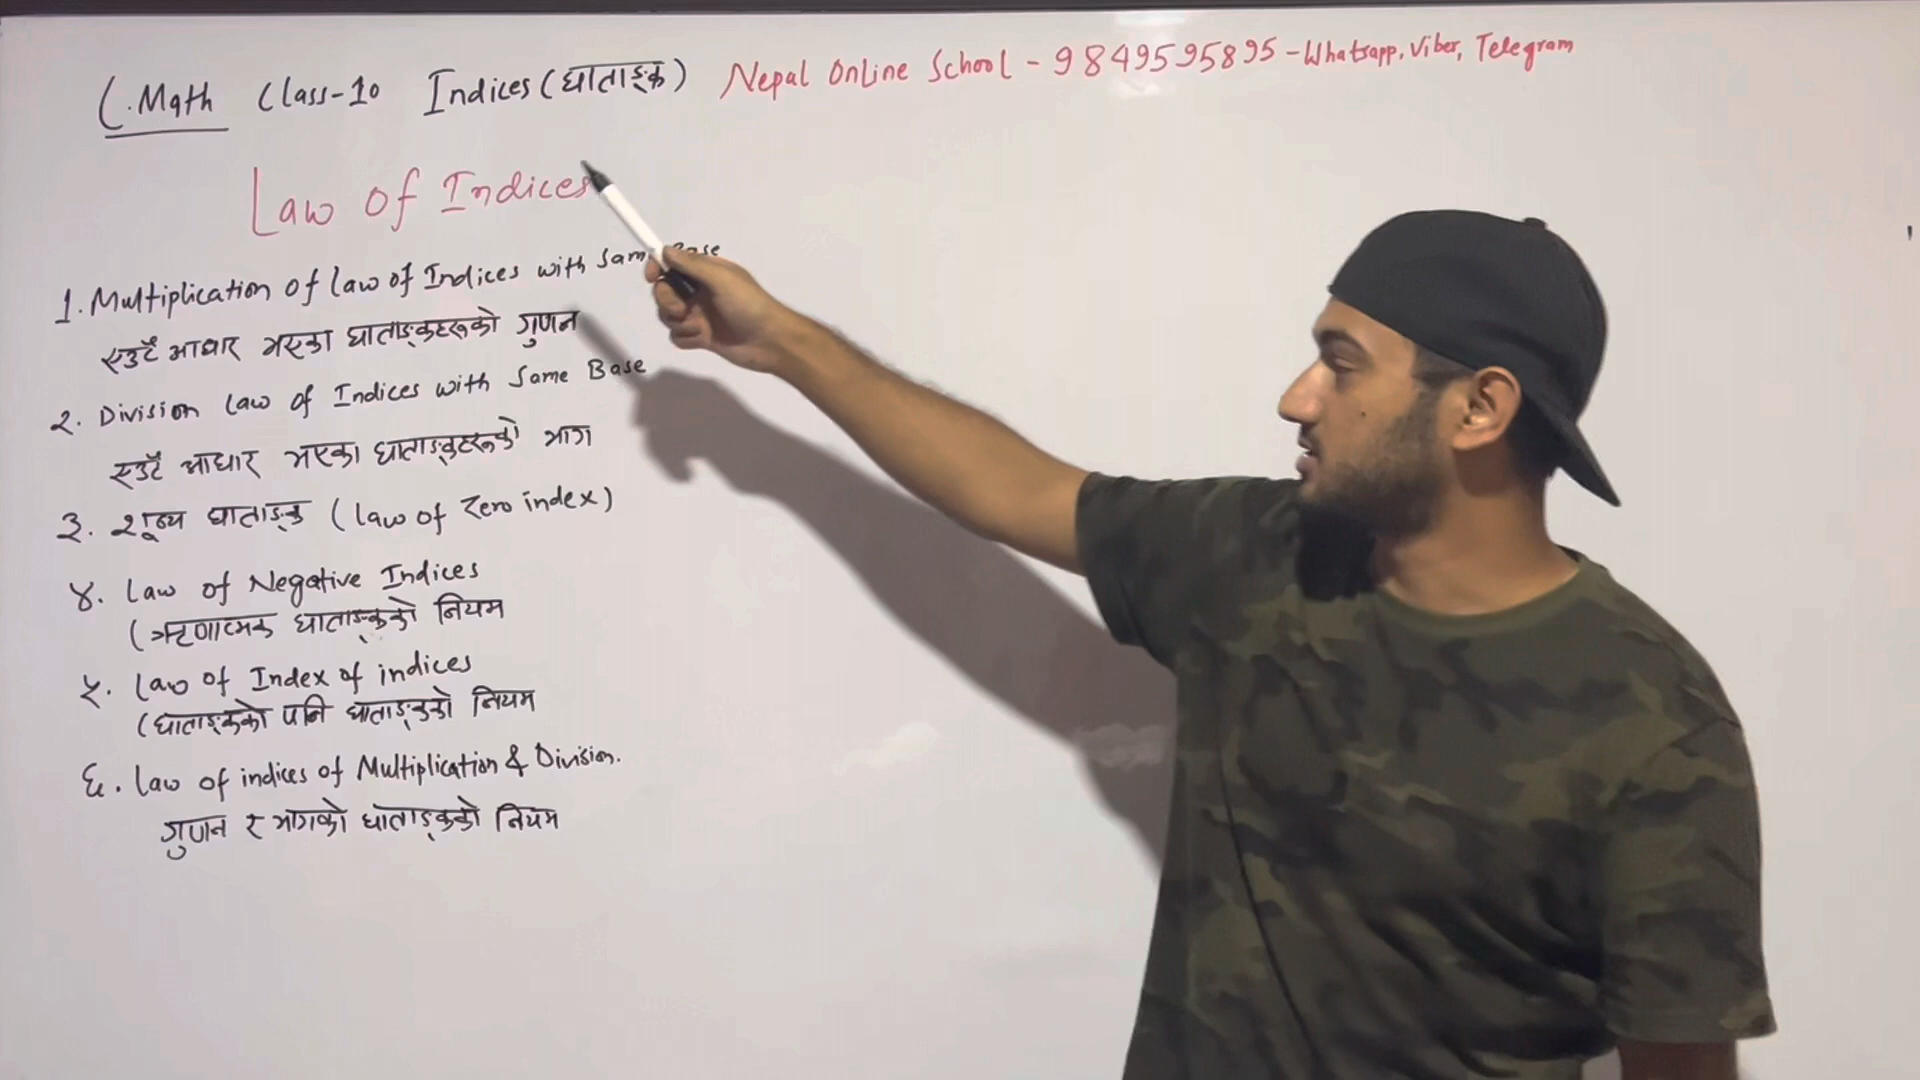 C.Math Class-10 Indices (घाताङ्क) Nepal Online School - 9849595895 - Whatsapp, Viber, Telegram
Law of Indices
1. Multiplication of law of Indices with Same Base
एउटै आधार भएका घाताङ्कहरूको गुणन
२. Division law of Indices with Same Base
एउटै आधार भएका घाताङ्कहरूको भाग
३. शून्य घाताङ्क (law of Zero index)
४. Law of Negative Indices
(ऋणात्मक घाताङ्कको नियम
५. Law of Index of indices
(घाताङ्कको पनि घाताङ्कको नियम
६. law of indices of Multiplication & Division.
गुणन र भागको घाताङ्कको नियम